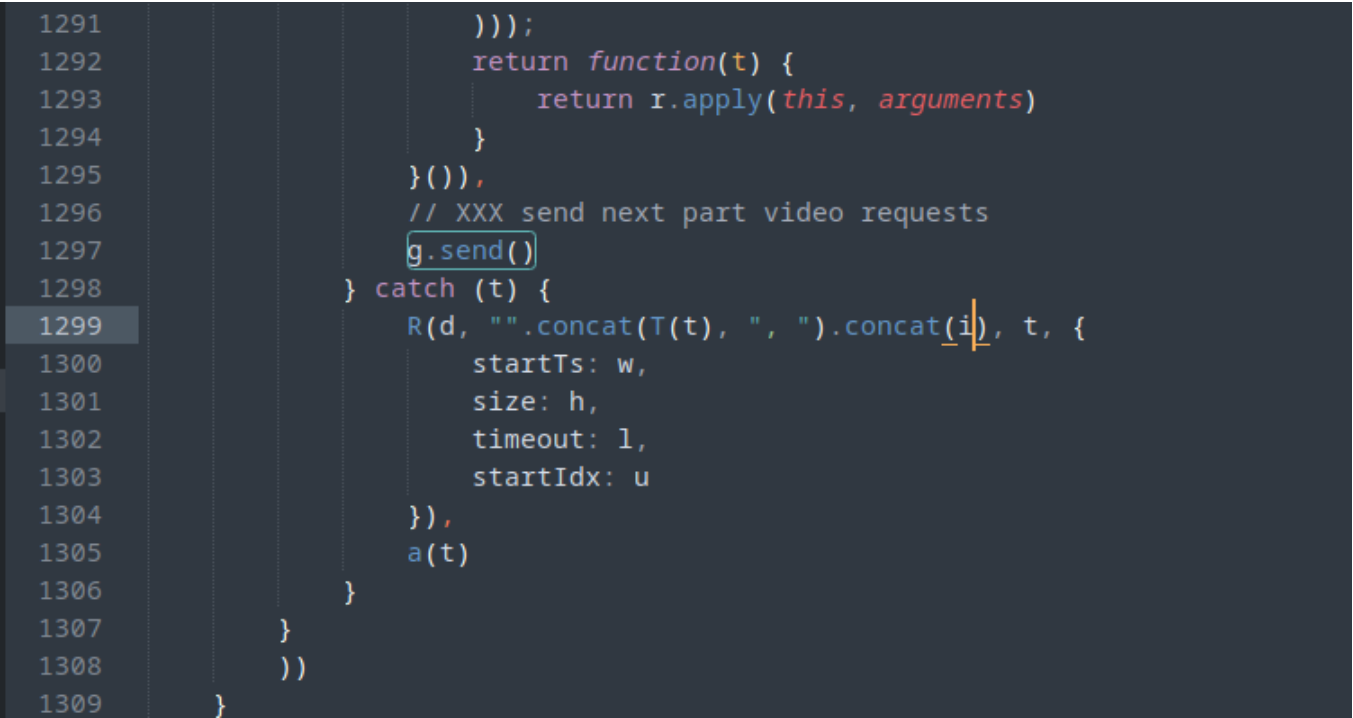 1291 )));
1292 return function(t) {
1293 return r.apply(this, arguments)
1294 }
1295 }()),
1296 // XXX send next part video requests
1297 g.send()
1298 } catch (t) {
1299 R(d, "".concat(T(t), ", ").concat(i), t, {
1300 startTs: w,
1301 size: h,
1302 timeout: l,
1303 startIdx: u
1304 }),
1305 a(t)
1306 }
1307 }
1308 ))
1309 }